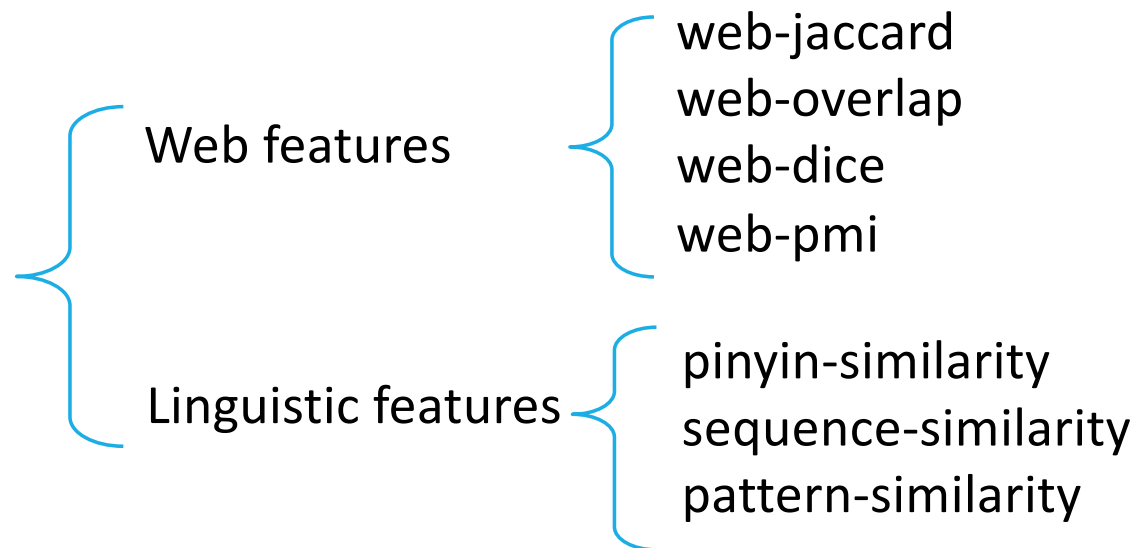 Web features
web-jaccard
web-overlap
web-dice
web-pmi
Linguistic features
pinyin-similarity
sequence-similarity
pattern-similarity